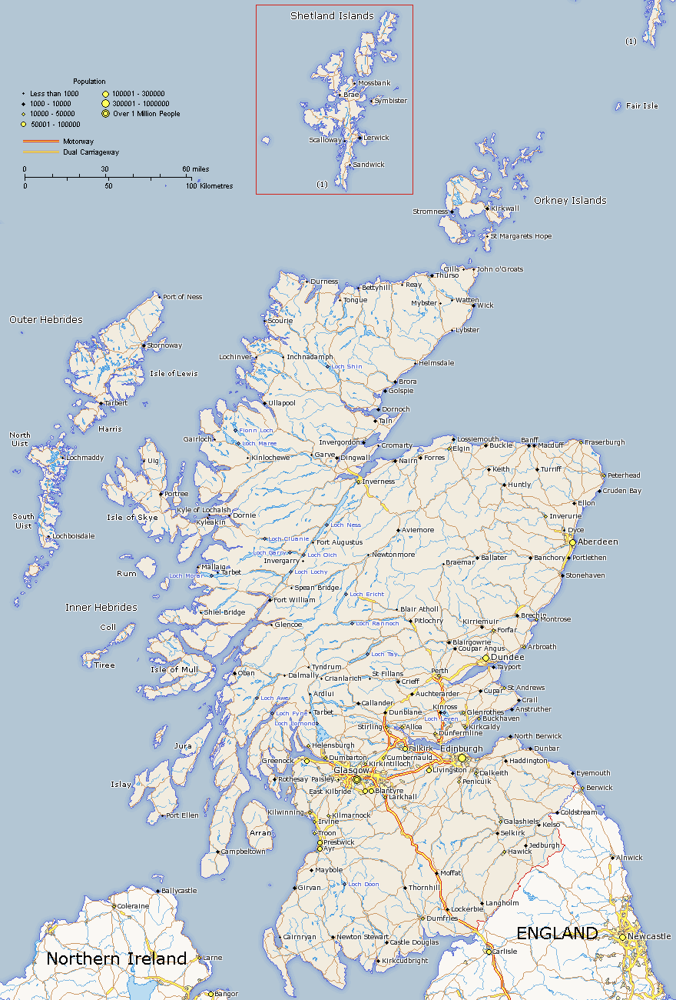 Shetland Islands
(1)
Mossbank
Brae
Symbister
Scalloway
Lerwick
Sandwick
(1)
Fair Isle
Population
Less than 1000
1000 - 10000
10000 - 50000
50001 - 100000
100001 - 300000
300001 - 1000000
Over 1 Million People
Motorway
Dual Carriageway
0
30
60 miles
0
50
100 Kilometres
Orkney Islands
Stromness
Kirkwall
St Margarets Hope
Gills
John o'Groats
Thurso
Durness
Bettyhill
Reay
Tongue
Mybster
Watten
Wick
Port of Ness
Outer Hebrides
Scourie
Lybster
Stornoway
Lochinver
Inchnadamph
Loch Shin
Helmsdale
Isle of Lewis
Brora
Golspie
Tarbert
Ullapool
Dornoch
Tain
Harris
North
Uist
Fionn Loch
Gairloch
Loch Maree
Invergordon
Cromarty
Lossiemouth
Elgin
Buckle
Banff
Macduff
Fraserburgh
Lochmaddy
Uig
Kinlochewe
Garve
Dingwall
Nairn
Forres
Keith
Turriff
Peterhead
Inverness
Huntly
Cruden Bay
Portree
Ellon
Kyle of Lochalsh
Dornie
Kyleakin
Isle of Skye
South
Uist
Inverurie
Loch Ness
Dyce
Aviemore
Lochboisdale
Loch Cluanie
Fort Augustus
Aberdeen
Loch Garry
Loch Oich
Newtonmore
Invergarry
Braemar
Ballater
Banchory
Portlethen
Rum
Mallaig
Tarbet
Loch Morar
Loch Lochy
Stonehaven
Spean Bridge
Loch Ericht
Fort William
Inner Hebrides
Shiel-Bridge
Blair Atholl
Pitlochry
Brechin
Montrose
Coll
Glencoe
Loch Rannoch
Kirriemuir
Forfar
Blairgowrie
Coupar Angus
Arbroath
Loch Tay
Dundee
Tiree
Isle of Mull
Oban
Tyndrum
Dalmally
Crianlarich
St Fillans
Perth
Tayport
Crieff
Ardlui
Loch Awe
Auchterarder
Cupar
St Andrews
Crail
Callander
Loch Fyne
Tarbet
Dunblane
Kinross
Glenrothes
Anstruther
Loch Leven
Buckhaven
Loch Lomond
Stirling
Alloa
Kirkcaldy
Dunfermline
North Berwick
Jura
Helensburgh
Falkirk
Edinburgh
Dunbar
Greenock
Dumbarton
Cumbernauld
Kirkintilloch
Haddington
Glasgow
Livingston
Dalkeith
Eyemouth
Islay
Rothesay
Paisley
Penicuik
Berwick
East Kilbride
Blantyre
Larkhall
Port Ellen
Kilwinning
Kilmarnock
Coldstream
Irvine
Galashiels
Kelso
Arran
Troon
Selkirk
Prestwick
Jedburgh
Ayr
Hawick
Campbeltown
Alnwick
Maybole
Moffat
Ballycastle
Girvan
Loch Doon
Thornhill
Coleraine
Langholm
Lockerbie
Dumfries
Cairnryan
Newton Stewart
Castle Douglas
ENGLAND
Newcastle
Northern Ireland
Larne
Kirkcudbright
Carlisle
Bangor